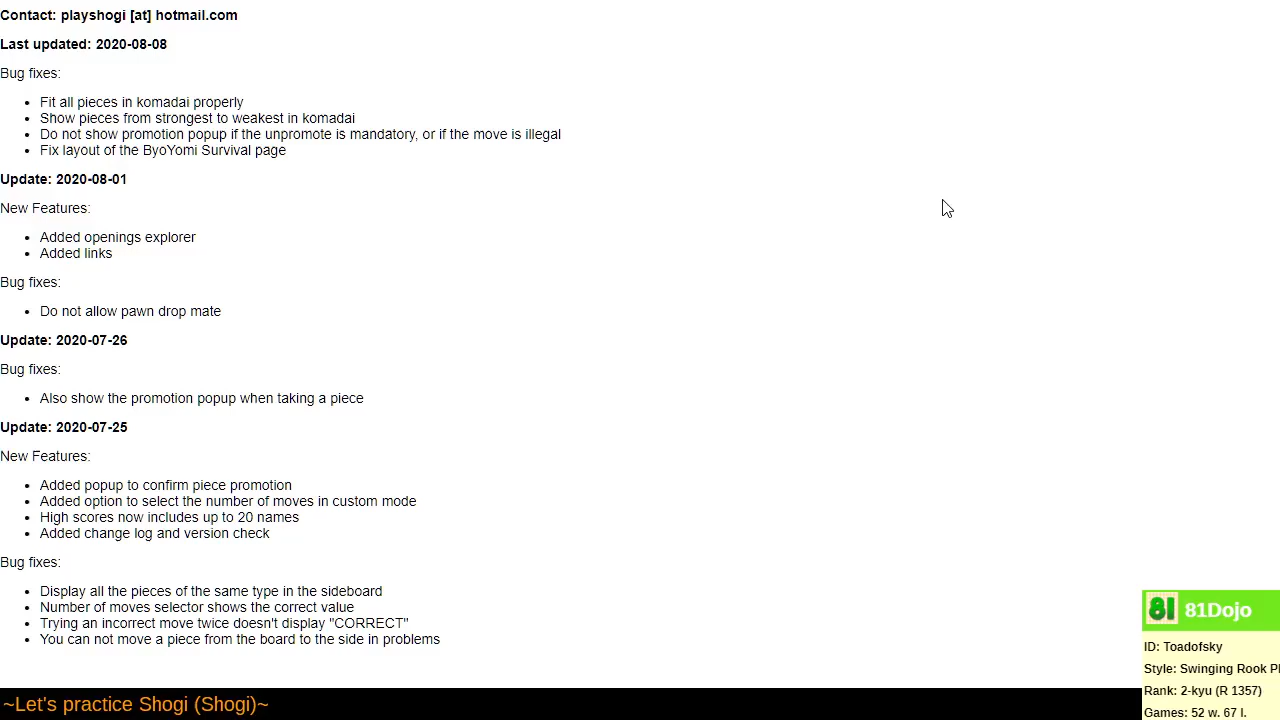 Contact: playshogi [at] hotmail.com
Last updated: 2020-08-08
Bug fixes:
Fit all pieces in komadai properly
Show pieces from strongest to weakest in komadai
Do not show promotion popup if the unpromote is mandatory, or if the move is illegal
Fix layout of the ByoYomi Survival page
Update: 2020-08-01
New Features:
Added openings explorer
Added links
Bug fixes:
Do not allow pawn drop mate
Update: 2020-07-26
Bug fixes:
Also show the promotion popup when taking a piece
Update: 2020-07-25
New Features:
Added popup to confirm piece promotion
Added option to select the number of moves in custom mode
High scores now includes up to 20 names
Added change log and version check
Bug fixes:
Display all the pieces of the same type in the sideboard
Number of moves selector shows the correct value
Trying an incorrect move twice doesn't display "CORRECT"
You can not move a piece from the board to the side in problems
81 81Dojo
ID: Toadofsky
Style: Swinging Rook Pl
Rank: 2-kyu (R 1357)
Games: 52 w. 67 l.
~Let's practice Shogi (Shogi)~